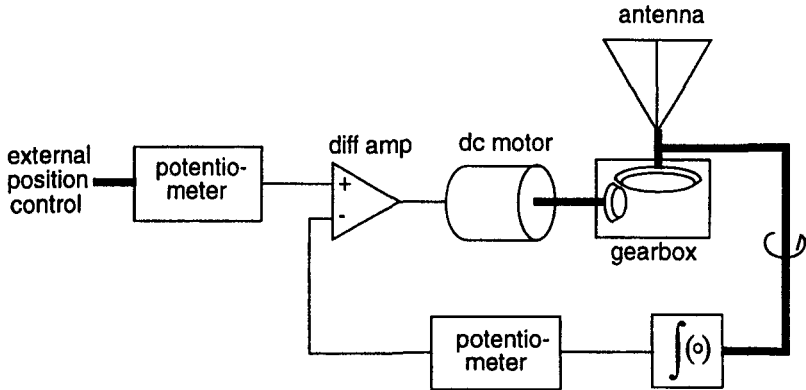 antenna
diff amp
dc motor
external
position
control
potentio-
meter
+
-
gearbox
potentio-
meter
∫(o)